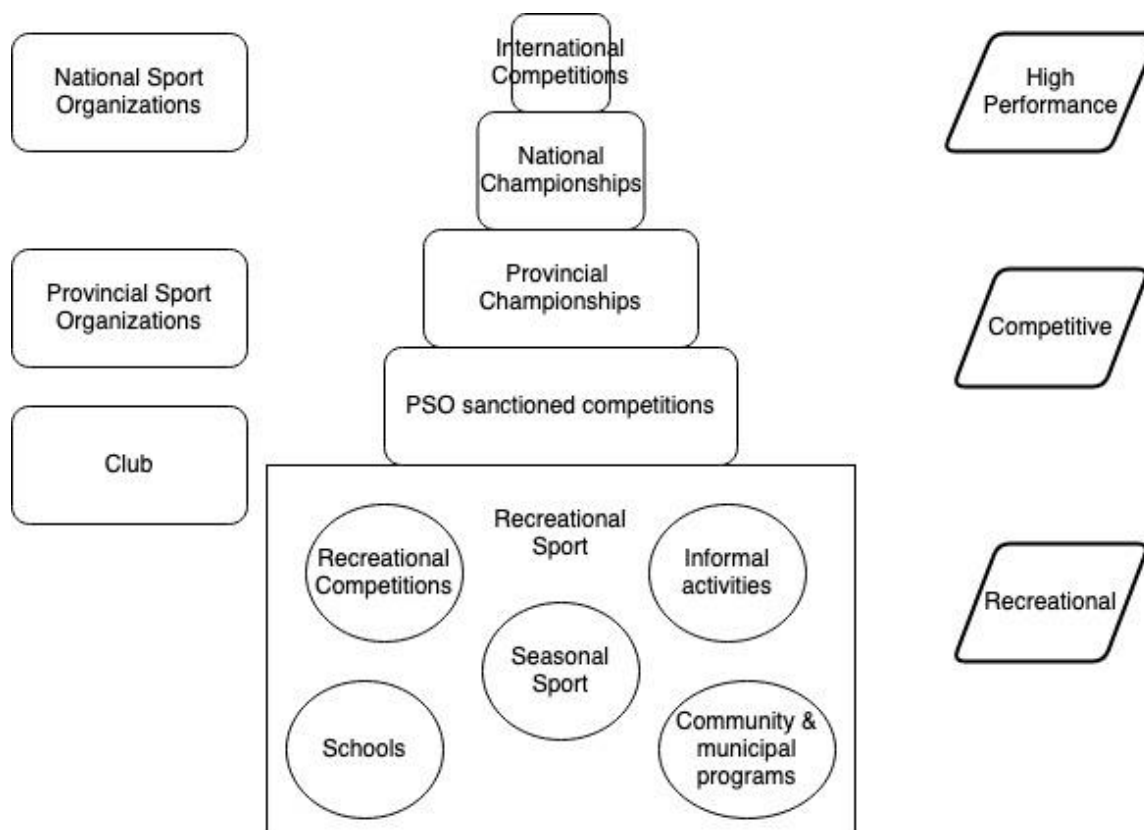 National Sport
Organizations
Provincial Sport
Organizations
Club
International
Competitions
National
Championships
Provincial
Championships
PSO sanctioned competitions
Recreational
Sport
Recreational
Competitions
Informal
activities
Seasonal
Sport
Schools
Community &
municipal
programs
High
Performance
Competitive
Recreational